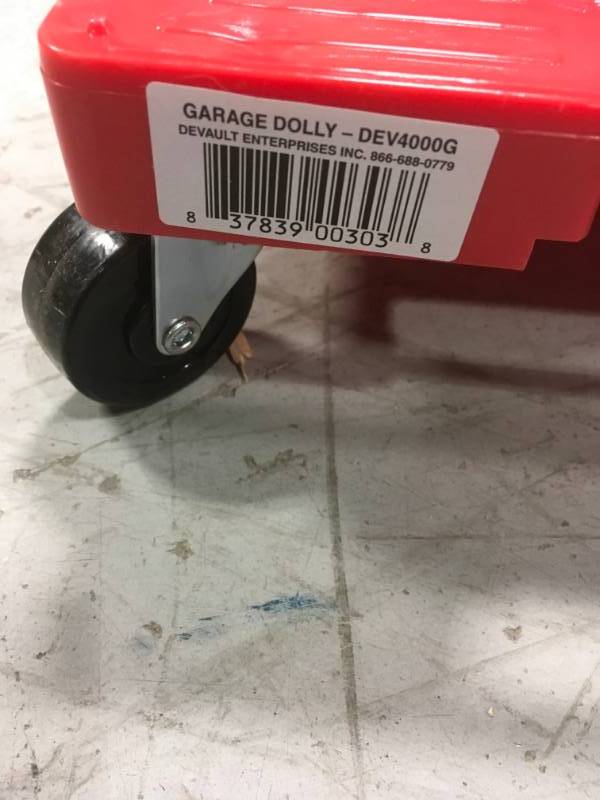 GARAGE DOLLY – DEV4000G
DEVAULT ENTERPRISES INC. 866-688-0779
8 37839 00303 8